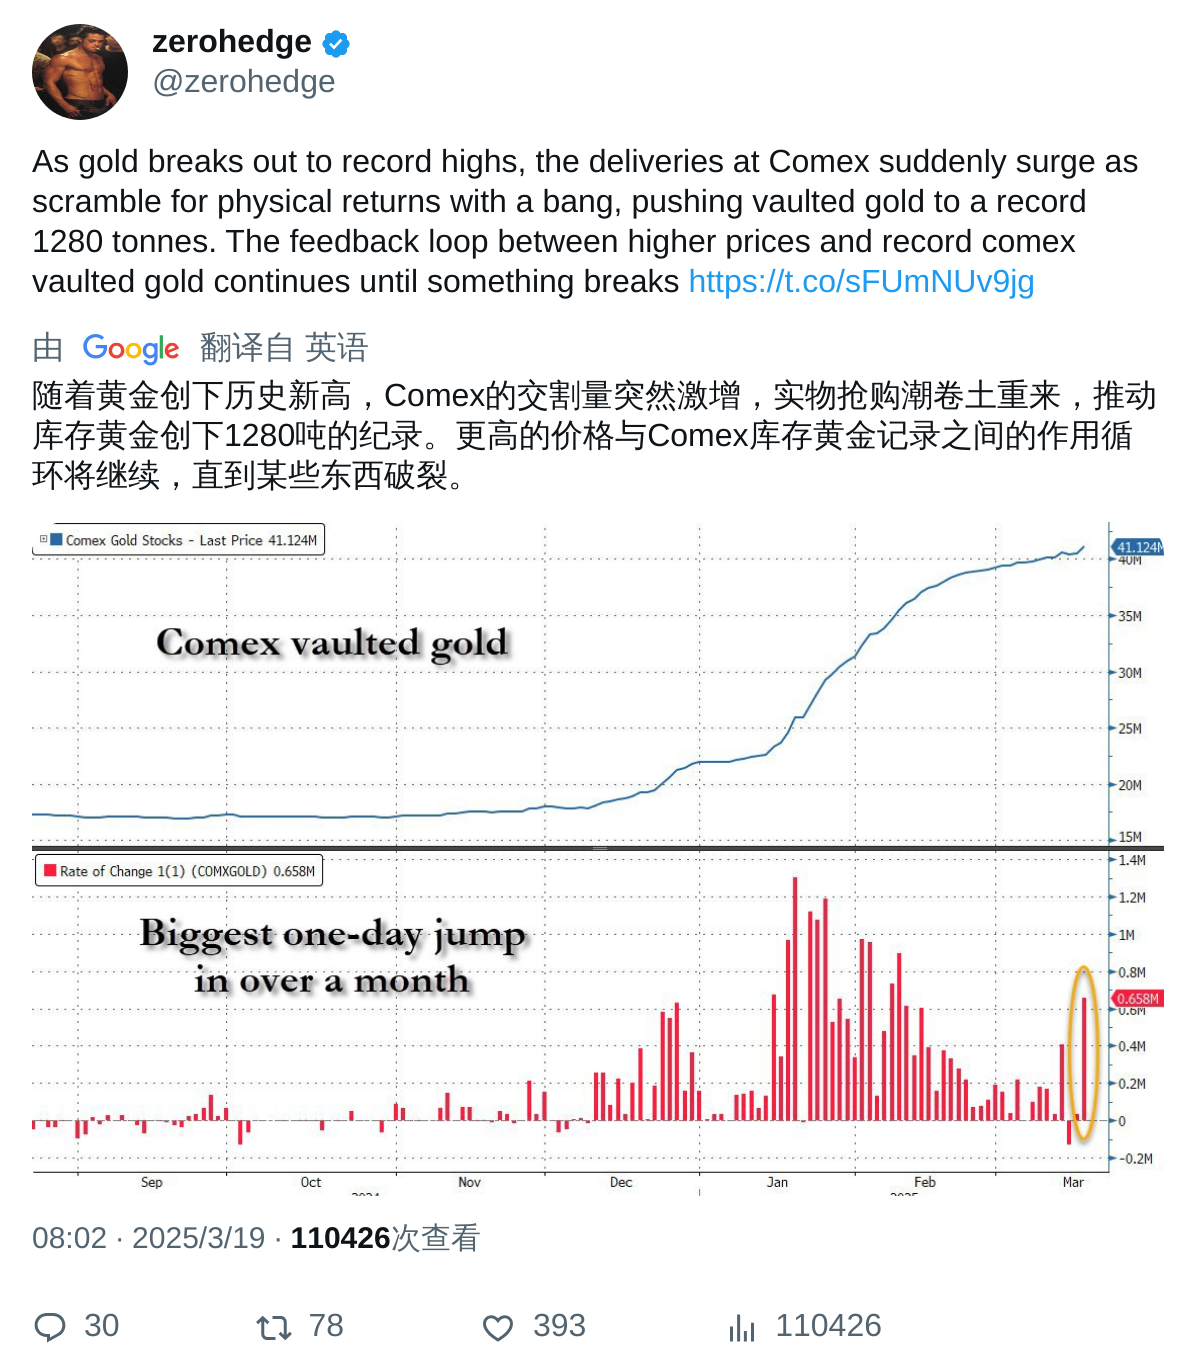 zerohedge
@zerohedge
As gold breaks out to record highs, the deliveries at Comex suddenly surge as
scramble for physical returns with a bang, pushing vaulted gold to a record
1280 tonnes. The feedback loop between higher prices and record comex
vaulted gold continues until something breaks https://t.co/sFUmNUv9jg
由 Google 翻译自 英语
随着黄金创下历史新高，Comex的交割量突然激增，实物抢购潮卷土重来，推动
库存黄金创下1280吨的纪录。更高的价格与Comex库存黄金记录之间的作用循
环将继续，直到某些东西破裂。
Comex Gold Stocks - Last Price 41.124M
41.124M
40M
Comex vaulted gold
35M
30M
25M
20M
15M
Rate of Change 1(1) (COMXGOLD) 0.658M
1.4M
1.2M
Biggest one-day jump
in over a month
1M
0.8M
0.658M
0.6M
0.4M
0.2M
0
-0.2M
Sep Oct Nov Dec Jan Feb Mar
2024 2025
08:02 · 2025/3/19 · 110426次查看
30 78 393 110426